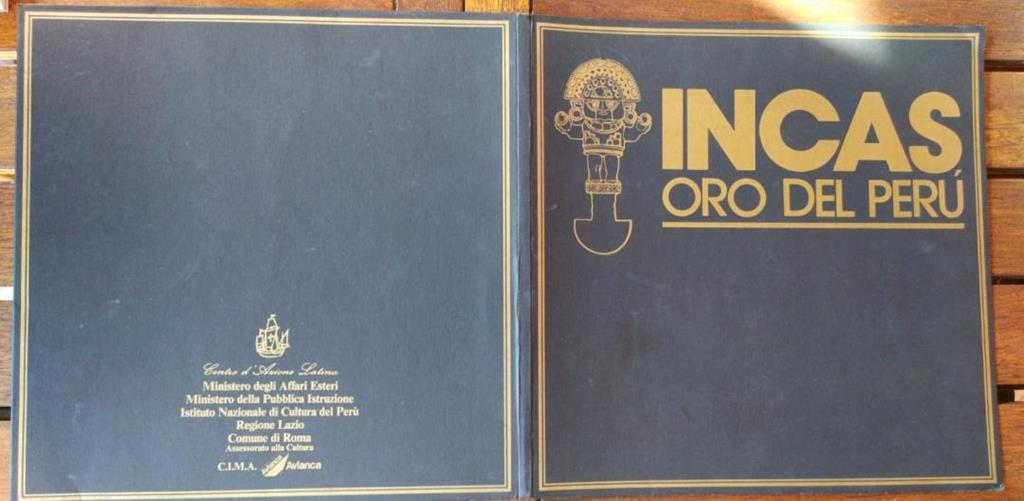 Centro d'Azione Latina
Ministero degli Affari Esteri
Ministero della Pubblica Istruzione
Istituto Nazionale di Cultura del Perù
Regione Lazio
Comune di Roma
Assessorato alla Cultura
C.I.M.A. Avianca Avianca
INCAS
ORO DEL PERÚ